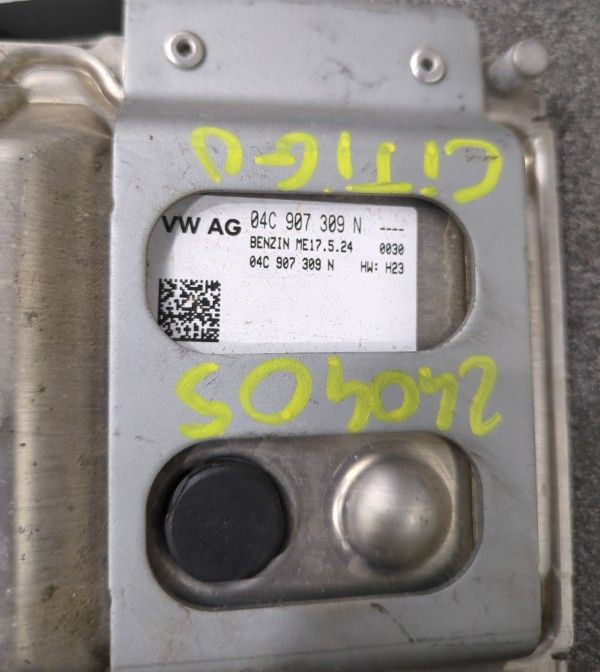 CITIGO
VW AG 04C 907 309 N ----
BENZIN ME17.5.24 0030
04C 907 309 N HW: H23
240405